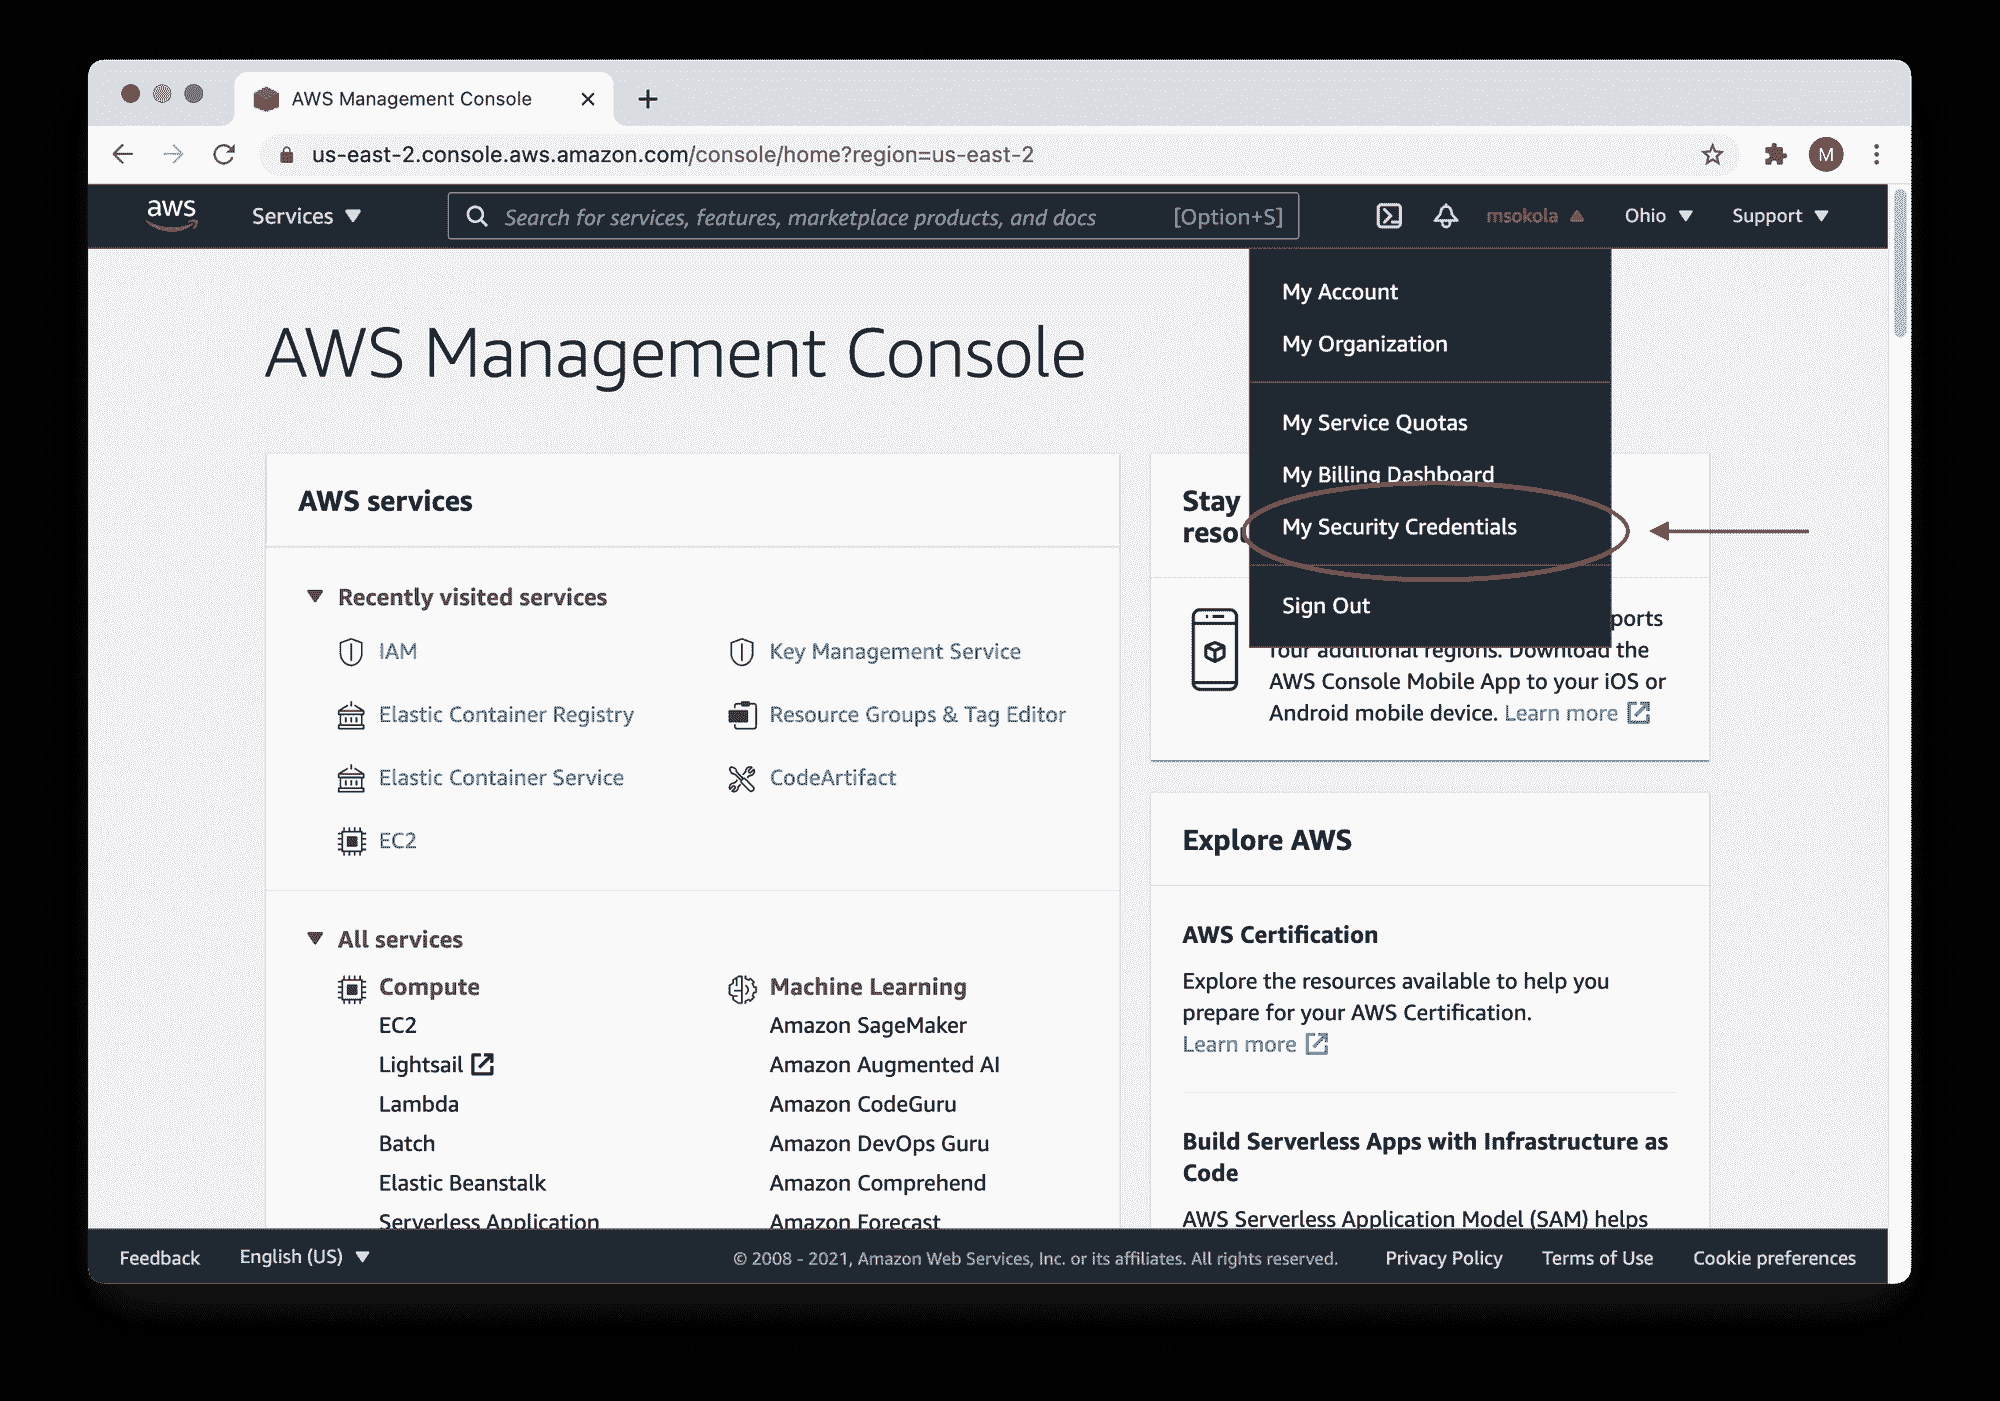 AWS Management Console
us-east-2.console.aws.amazon.com/console/home?region=us-east-2
M
aws
Services
Search for services, features, marketplace products, and docs
[Option+S]
msokola
Ohio
Support
My Account
My Organization
My Service Quotas
My Billing Dashboard
My Security Credentials
Sign Out
AWS Management Console
AWS services
Recently visited services
IAM
Key Management Service
Elastic Container Registry
Resource Groups & Tag Editor
Elastic Container Service
CodeArtifact
EC2
All services
Compute
EC2
Lightsail
Lambda
Batch
Elastic Beanstalk
Serverless Application
Machine Learning
Amazon SageMaker
Amazon Augmented AI
Amazon CodeGuru
Amazon DevOps Guru
Amazon Comprehend
Amazon Forecast
Stay
four additional regions. Download the
AWS Console Mobile App to your iOS or
Android mobile device. Learn more
Explore AWS
AWS Certification
Explore the resources available to help you
prepare for your AWS Certification.
Learn more
Build Serverless Apps with Infrastructure as
Code
AWS Serverless Application Model (SAM) helps
Feedback
English (US)
© 2008 - 2021, Amazon Web Services, Inc. or its affiliates. All rights reserved.
Privacy Policy
Terms of Use
Cookie preferences